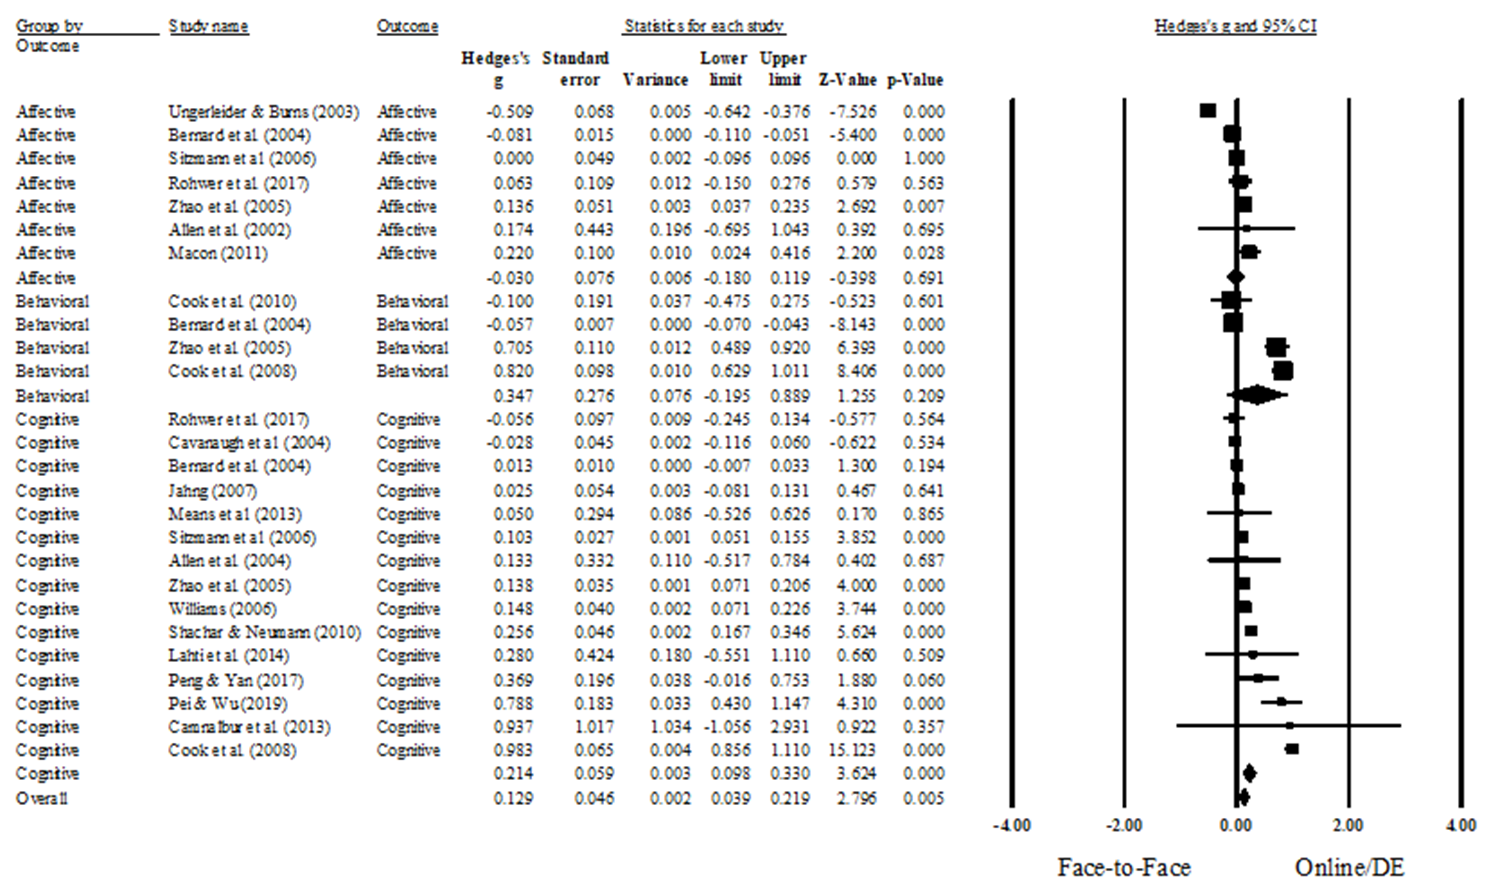 Group by Study name Outcome Statistics for each study Hedges's g and 95% CI
Outcome
Hedges's Standard Lower Upper
g error Variance limit limit Z-Value p-Value
Affective Ungerleider & Burns (2003) Affective -0.509 0.068 0.005 -0.642 -0.376 -7.526 0.000
Affective Bernard et al. (2004) Affective -0.081 0.015 0.000 -0.110 -0.051 -5.400 0.000
Affective Sitzmann et al. (2006) Affective 0.000 0.049 0.002 -0.096 0.096 0.000 1.000
Affective Rohwer et al. (2017) Affective 0.063 0.109 0.012 -0.150 0.276 0.579 0.563
Affective Zhao et al. (2005) Affective 0.136 0.051 0.003 0.037 0.235 2.692 0.007
Affective Allen et al. (2002) Affective 0.174 0.443 0.196 -0.695 1.043 0.392 0.695
Affective Macon (2011) Affective 0.220 0.100 0.010 0.024 0.416 2.200 0.028
Affective -0.030 0.076 0.006 -0.180 0.119 -0.398 0.691
Behavioral Cook et al. (2010) Behavioral -0.100 0.191 0.037 -0.475 0.275 -0.523 0.601
Behavioral Bernard et al. (2004) Behavioral -0.057 0.007 0.000 -0.070 -0.043 -8.143 0.000
Behavioral Zhao et al. (2005) Behavioral 0.705 0.110 0.012 0.489 0.920 6.393 0.000
Behavioral Cook et al. (2008) Behavioral 0.820 0.098 0.010 0.629 1.011 8.406 0.000
Behavioral 0.347 0.276 0.076 -0.195 0.889 1.255 0.209
Cognitive Rohwer et al. (2017) Cognitive -0.056 0.097 0.009 -0.245 0.134 -0.577 0.564
Cognitive Cavanaugh et al. (2004) Cognitive -0.028 0.045 0.002 -0.116 0.060 -0.622 0.534
Cognitive Bernard et al. (2004) Cognitive 0.013 0.010 0.000 -0.007 0.033 1.300 0.194
Cognitive Jahng (2007) Cognitive 0.025 0.054 0.003 -0.081 0.131 0.467 0.641
Cognitive Means et al. (2013) Cognitive 0.050 0.294 0.086 -0.526 0.626 0.170 0.865
Cognitive Sitzmann et al. (2006) Cognitive 0.103 0.027 0.001 0.051 0.155 3.852 0.000
Cognitive Allen et al. (2004) Cognitive 0.133 0.332 0.110 -0.517 0.784 0.402 0.687
Cognitive Zhao et al. (2005) Cognitive 0.138 0.035 0.001 0.071 0.206 4.000 0.000
Cognitive Williams (2006) Cognitive 0.148 0.040 0.002 0.071 0.226 3.744 0.000
Cognitive Shachar & Neumann (2010) Cognitive 0.256 0.046 0.002 0.167 0.346 5.624 0.000
Cognitive Lahti et al. (2014) Cognitive 0.280 0.424 0.180 -0.551 1.110 0.660 0.509
Cognitive Peng & Yan (2017) Cognitive 0.369 0.196 0.038 -0.016 0.753 1.880 0.060
Cognitive Pei & Wu (2019) Cognitive 0.788 0.183 0.033 0.430 1.147 4.310 0.000
Cognitive Camnalbur et al. (2013) Cognitive 0.937 1.017 1.034 -1.056 2.931 0.922 0.357
Cognitive Cook et al. (2008) Cognitive 0.983 0.065 0.004 0.856 1.110 15.123 0.000
Cognitive 0.214 0.059 0.003 0.098 0.330 3.624 0.000
Overall 0.129 0.046 0.002 0.039 0.219 2.796 0.005
-4.00 -2.00 0.00 2.00 4.00
Face-to-Face Online/DE